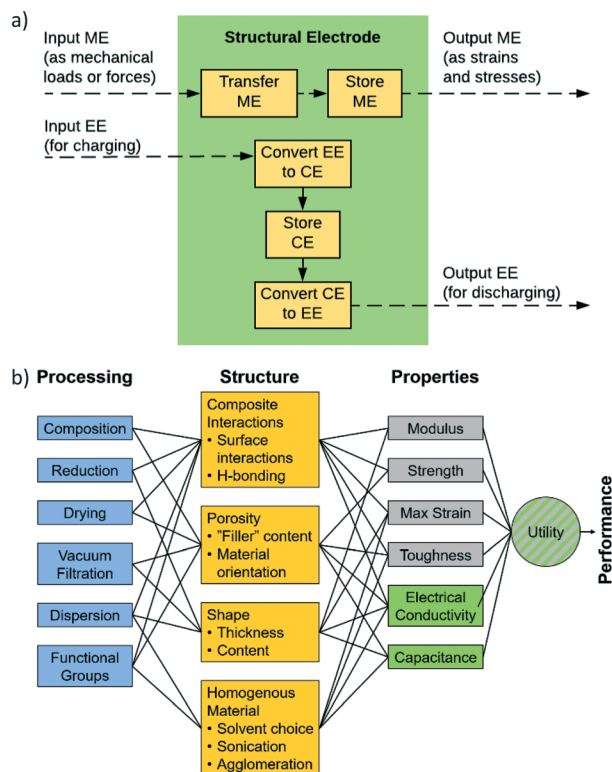 a)
Structural Electrode
Input ME
(as mechanical
loads or forces)
Transfer
ME
Store
ME
Output ME
(as strains
and stresses)
Input EE
(for charging)
Convert EE
to CE
Store
CE
Convert CE
to EE
Output EE
(for discharging)
b)
Processing
Structure
Properties
Composition
Reduction
Drying
Vacuum
Filtration
Dispersion
Functional
Groups
Composite
Interactions
• Surface
interactions
• H-bonding
Porosity
• "Filler" content
• Material
orientation
Shape
• Thickness
• Content
Homogenous
Material
• Solvent choice
• Sonication
• Agglomeration
Modulus
Strength
Max Strain
Toughness
Electrical
Conductivity
Capacitance
Utility
Performance